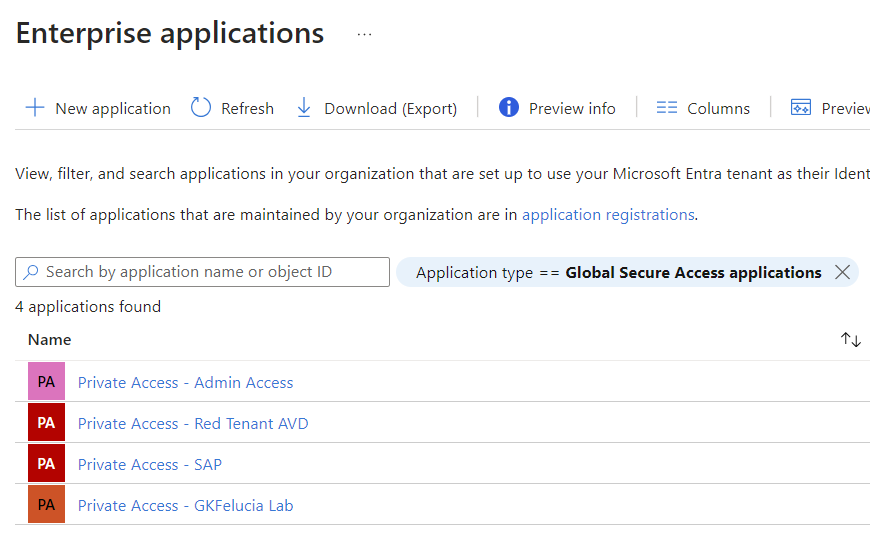 Enterprise applications ...
New application Refresh Download (Export) Preview info Columns Preview
View, filter, and search applications in your organization that are set up to use your Microsoft Entra tenant as their Ident
The list of applications that are maintained by your organization are in application registrations.
Search by application name or object ID Application type == Global Secure Access applications
4 applications found
Name
PA Private Access - Admin Access
PA Private Access - Red Tenant AVD
PA Private Access - SAP
PA Private Access - GKFelucia Lab